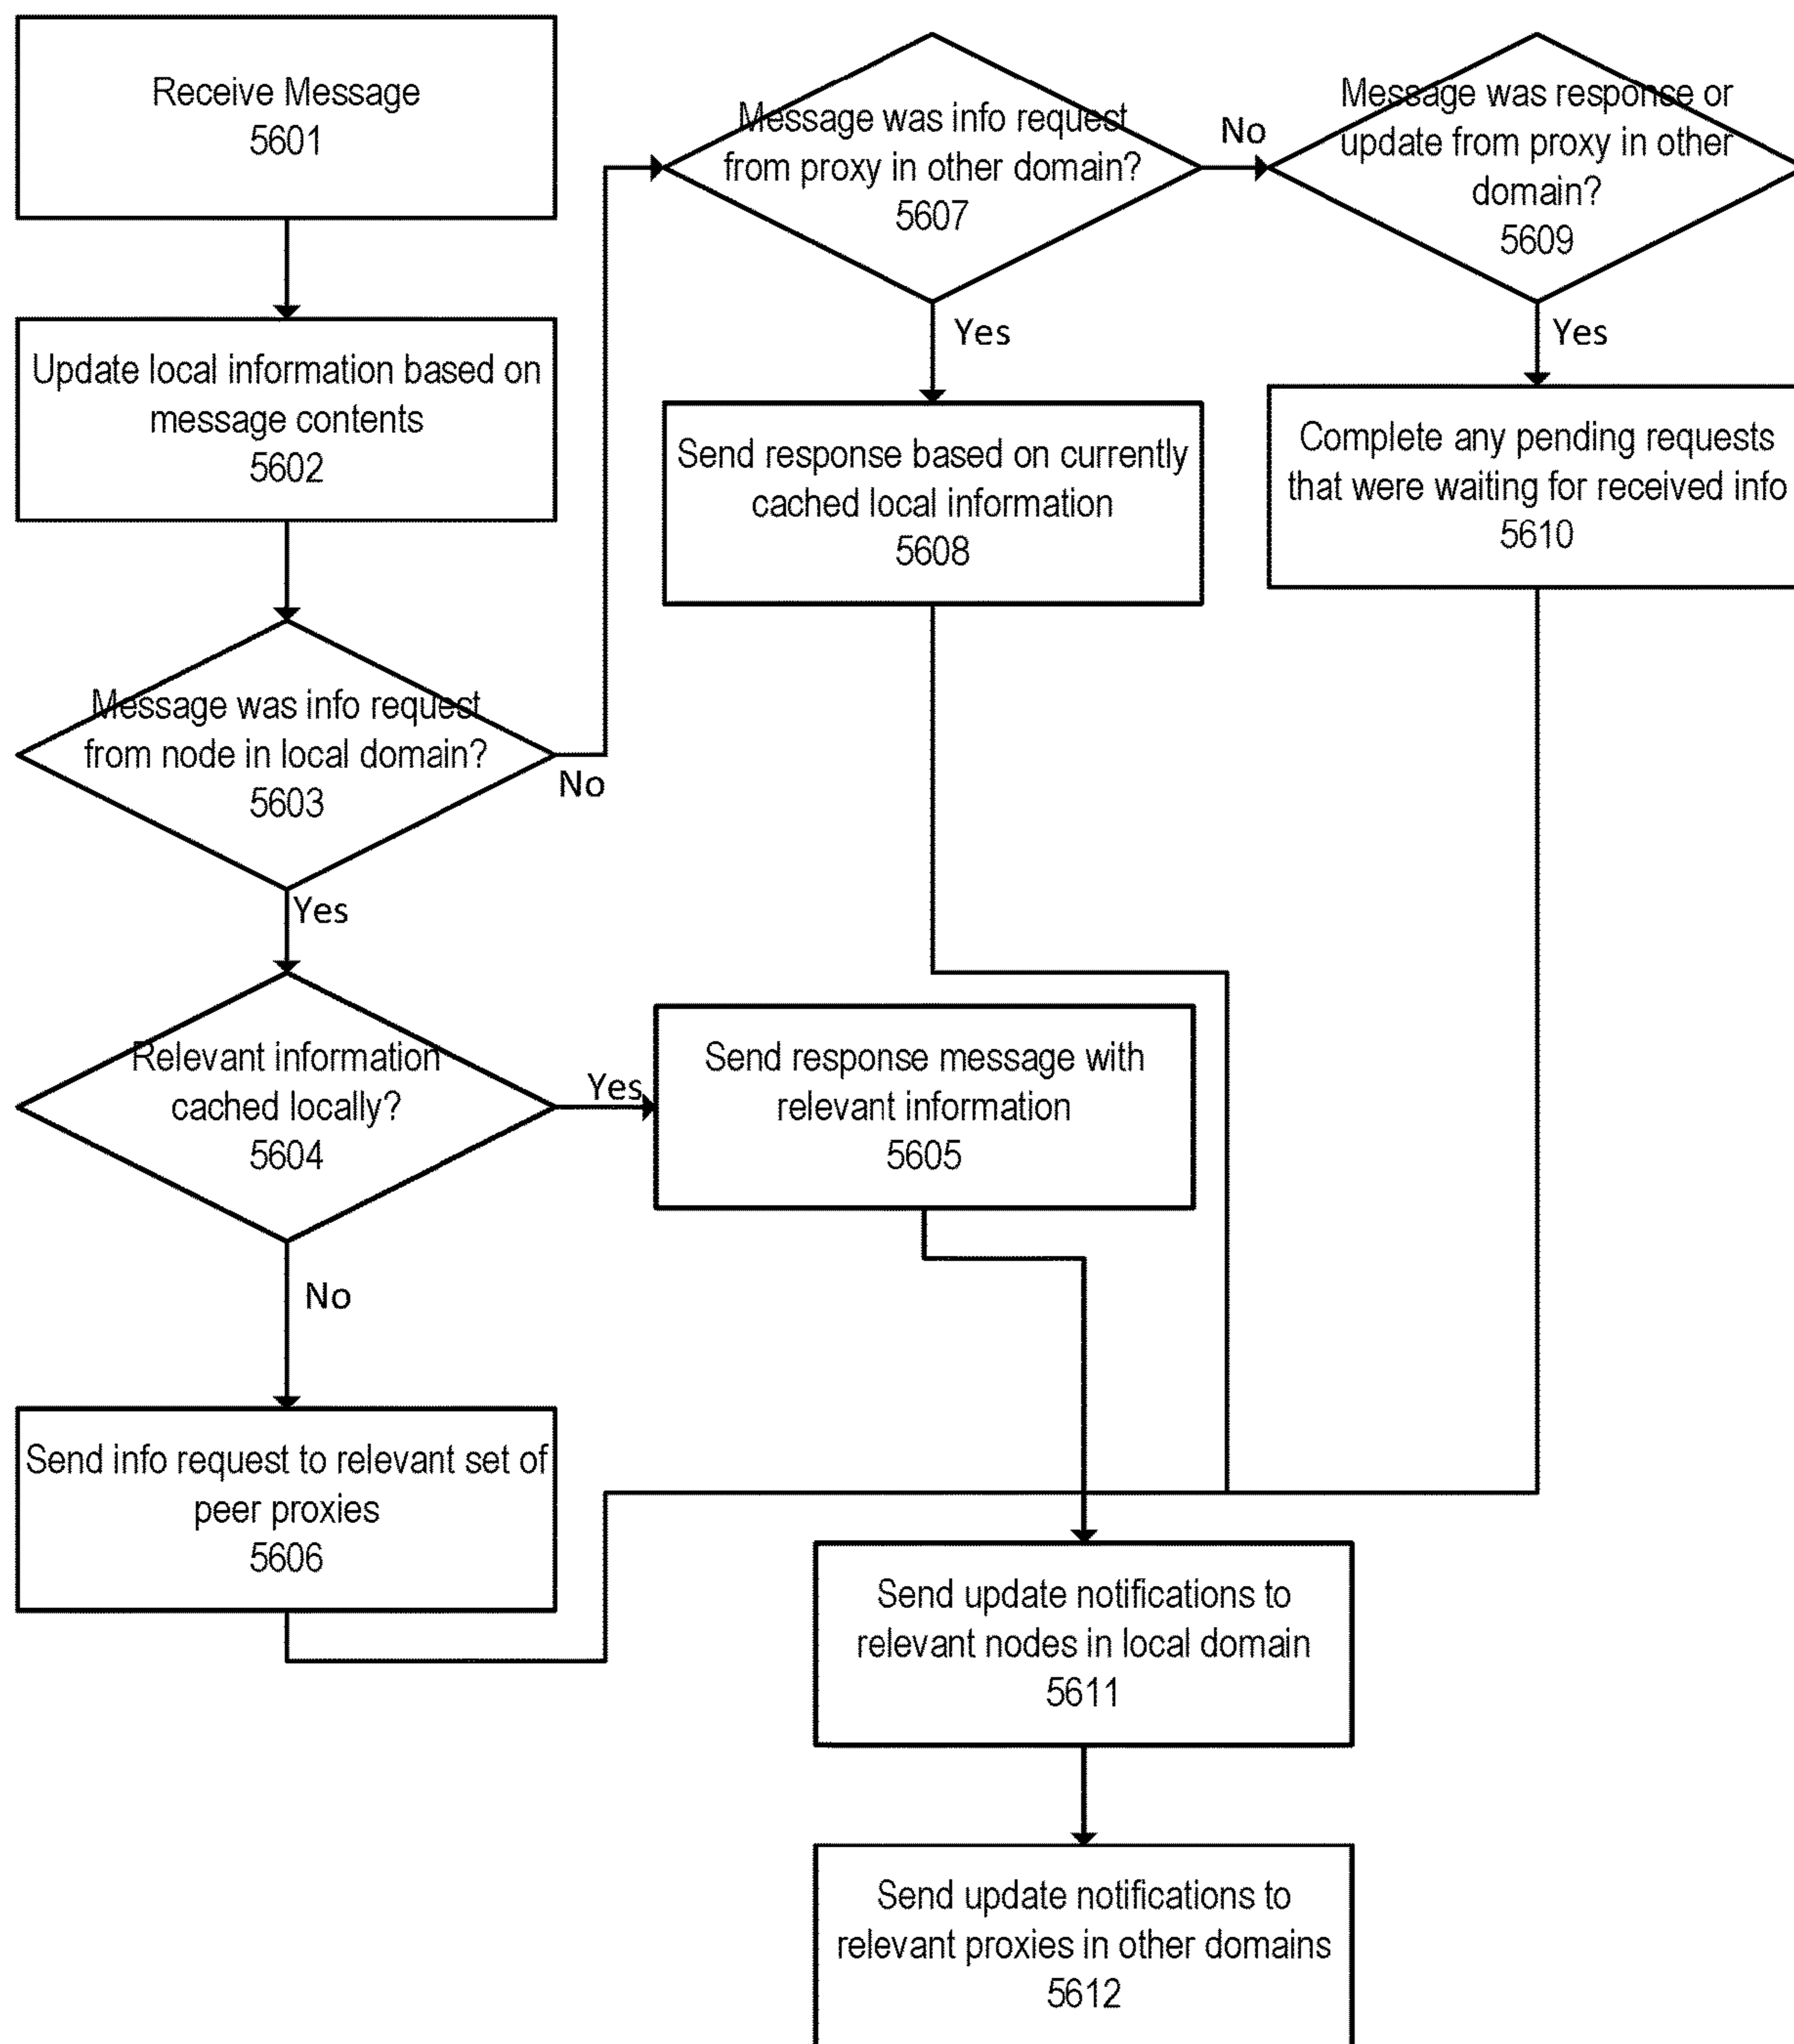 Receive Message
5601
Update local information based on
message contents
5602
Message was info request
from node in local domain?
5603
No
Yes
Relevant information
cached locally?
5604
Yes
No
Send response message with
relevant information
5605
Send info request to relevant set of
peer proxies
5606
Message was info request
from proxy in other domain?
5607
No
Yes
Send response based on currently
cached local information
5608
Message was response or
update from proxy in other
domain?
5609
Yes
Complete any pending requests
that were waiting for received info
5610
Send update notifications to
relevant nodes in local domain
5611
Send update notifications to
relevant proxies in other domains
5612